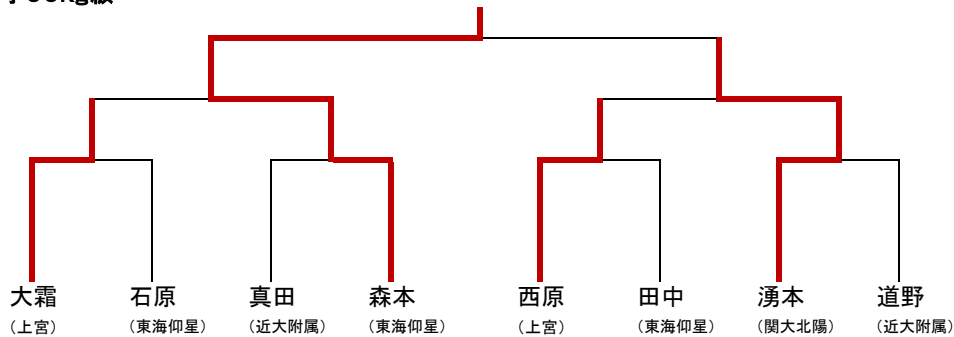 大霜 石原 真田 森本 西原 田中 湧本 道野
（上宮） （東海仰星） （近大附属） （東海仰星） （上宮） （東海仰星） （関大北陽） （近大附属）